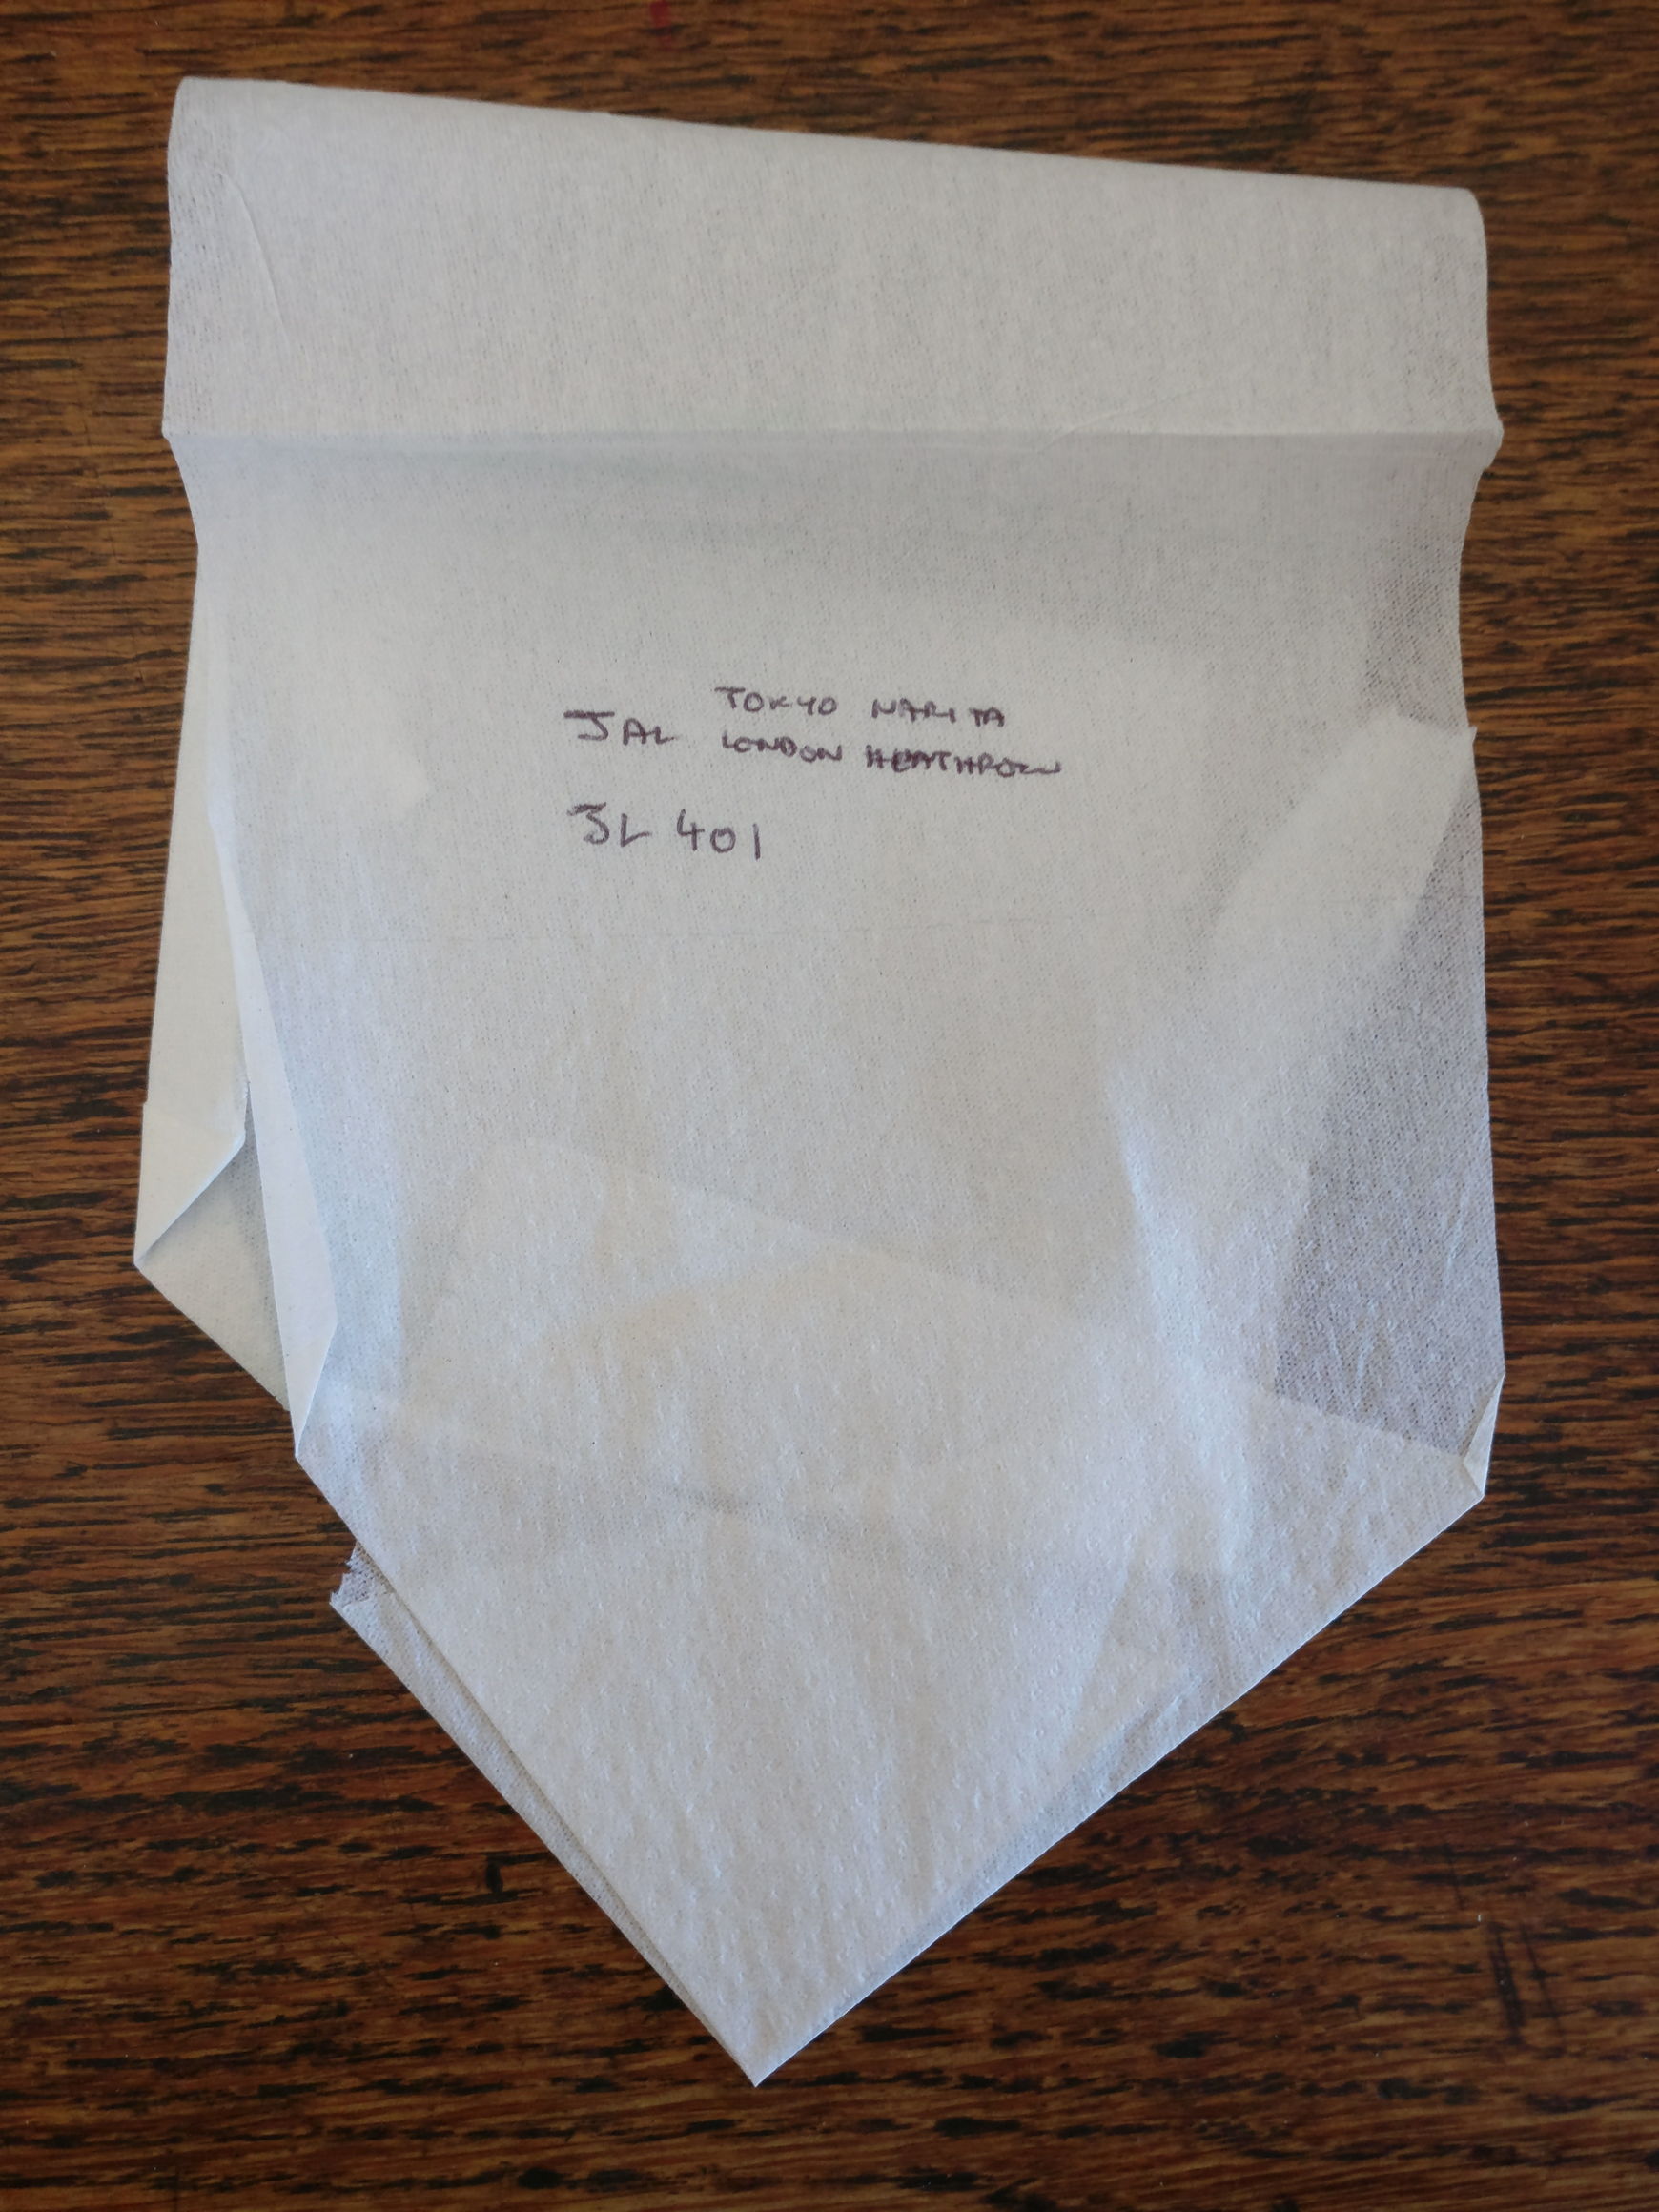 TOKYO NARITA
JAL LONDON HEATHROW
JL 401